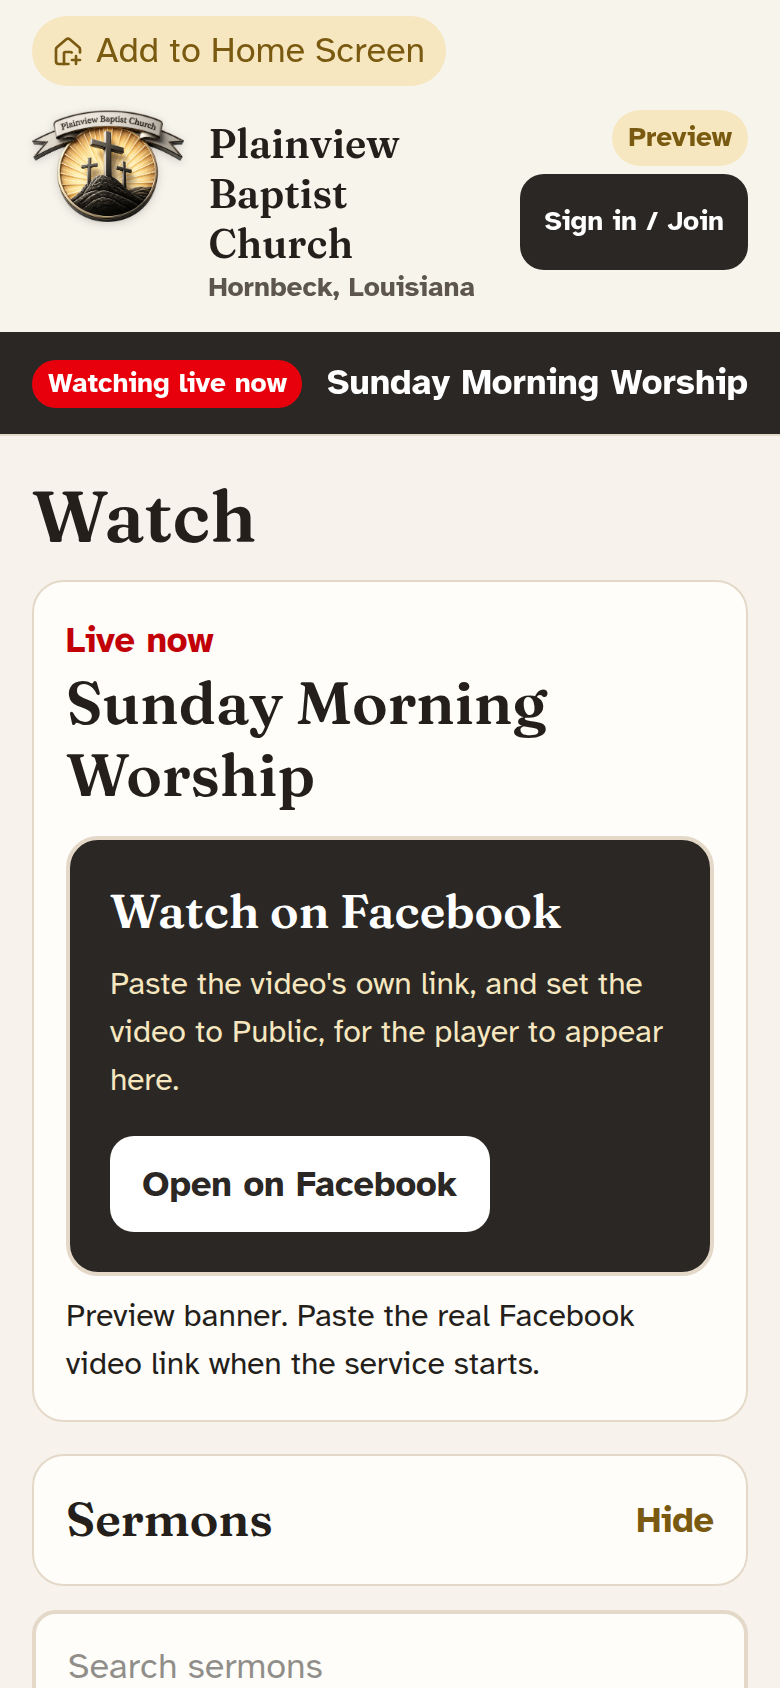 Add to Home Screen
Plainview Baptist Church
Plainview
Baptist
Church
Hornbeck, Louisiana
Preview
Sign in / Join
Watching live now
Sunday Morning Worship
Watch
Live now
Sunday Morning
Worship
Watch on Facebook
Paste the video's own link, and set the
video to Public, for the player to appear
here.
Open on Facebook
Preview banner. Paste the real Facebook
video link when the service starts.
Sermons
Hide
Search sermons